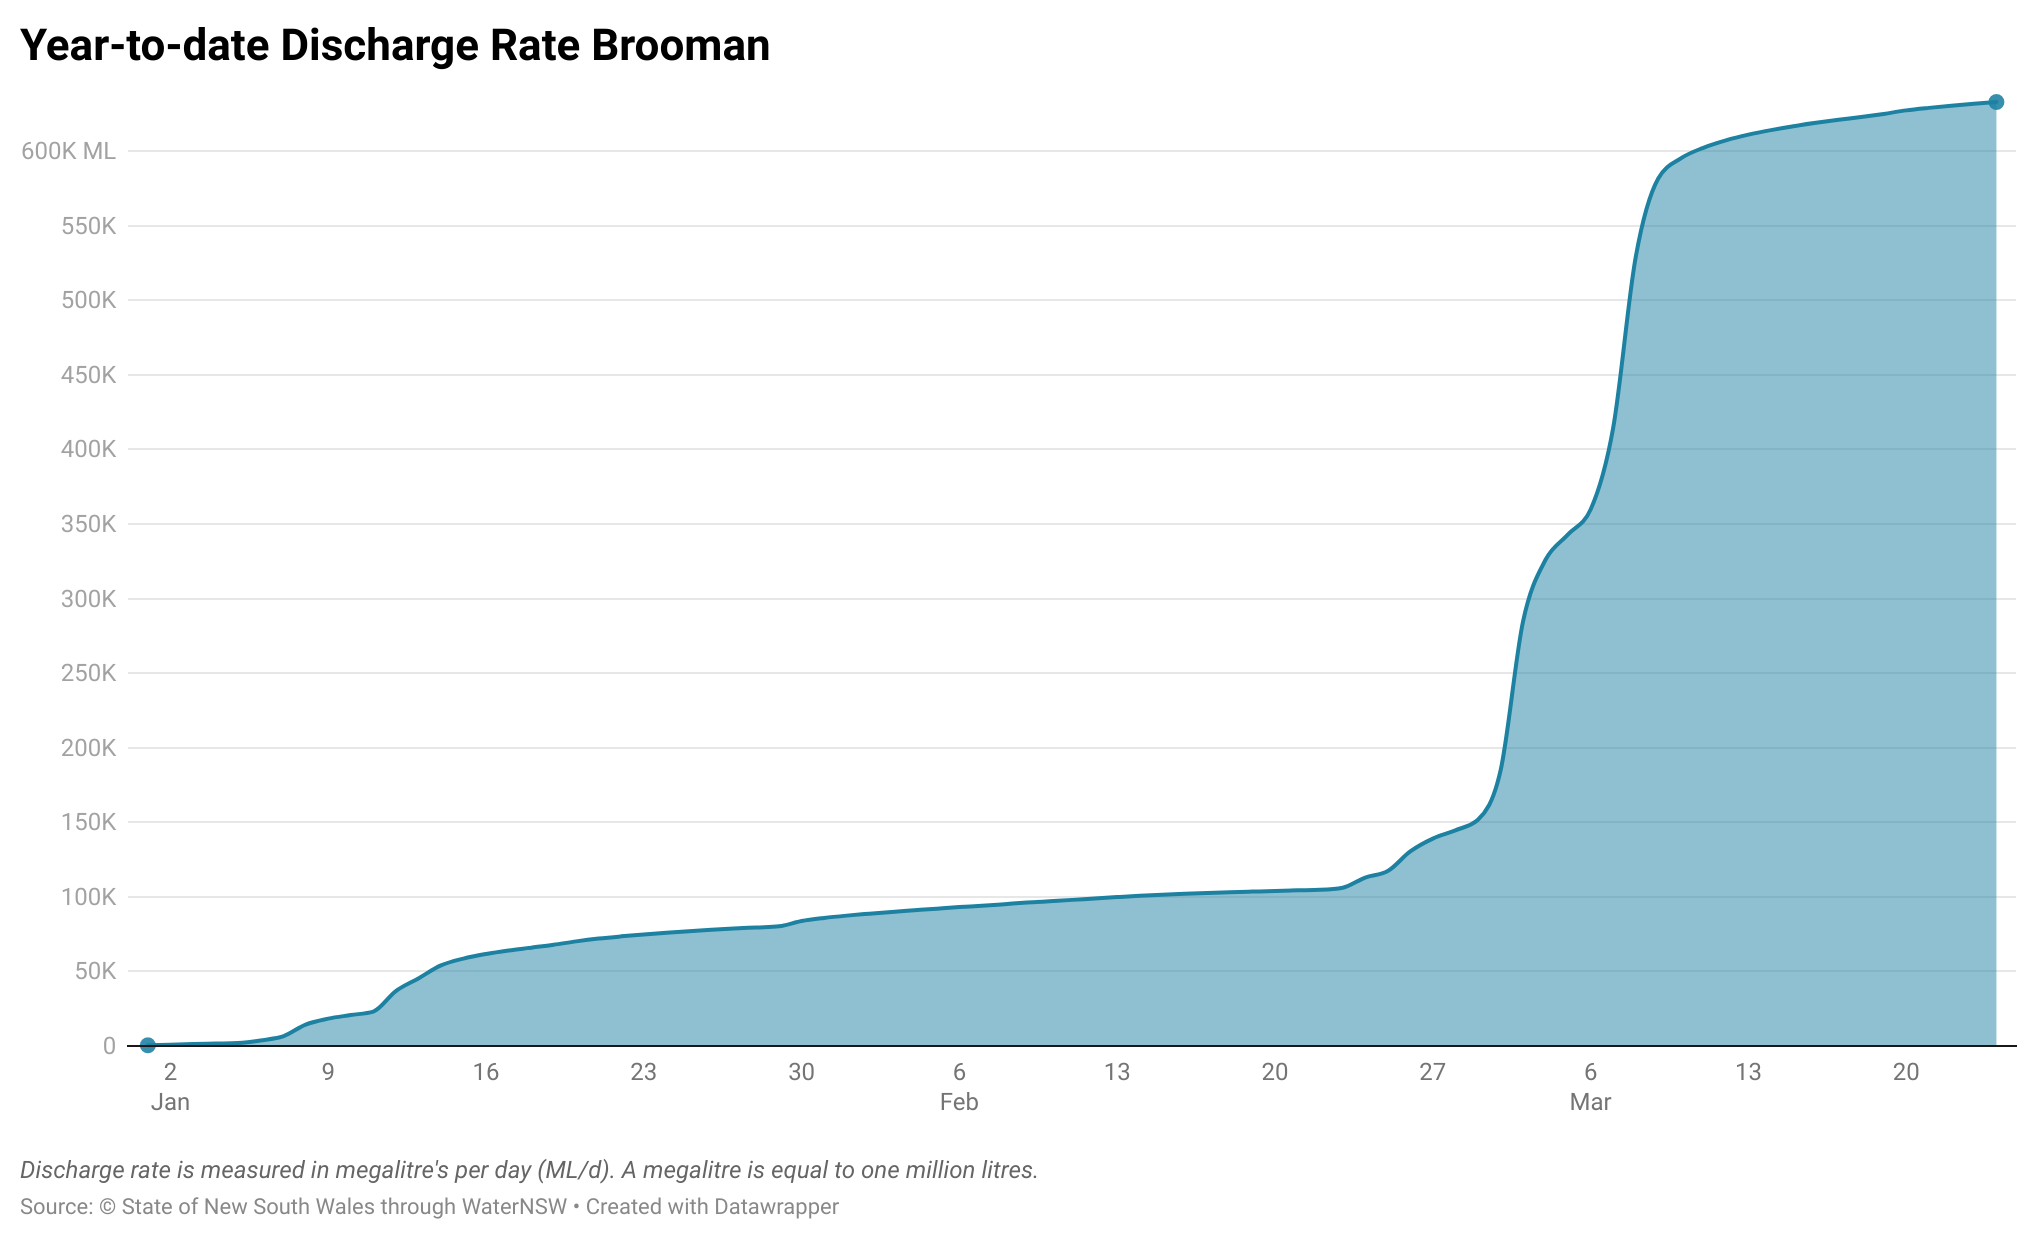 Year-to-date Discharge Rate Brooman
600K ML
550K
500K
450K
400K
350K
300K
250K
200K
150K
100K
50K
0
2 9 16 23 30 6 13 20 27 6 13 20
Jan Feb Mar
Discharge rate is measured in megalitre's per day (ML/d). A megalitre is equal to one million litres.
Source: © State of New South Wales through WaterNSW • Created with Datawrapper